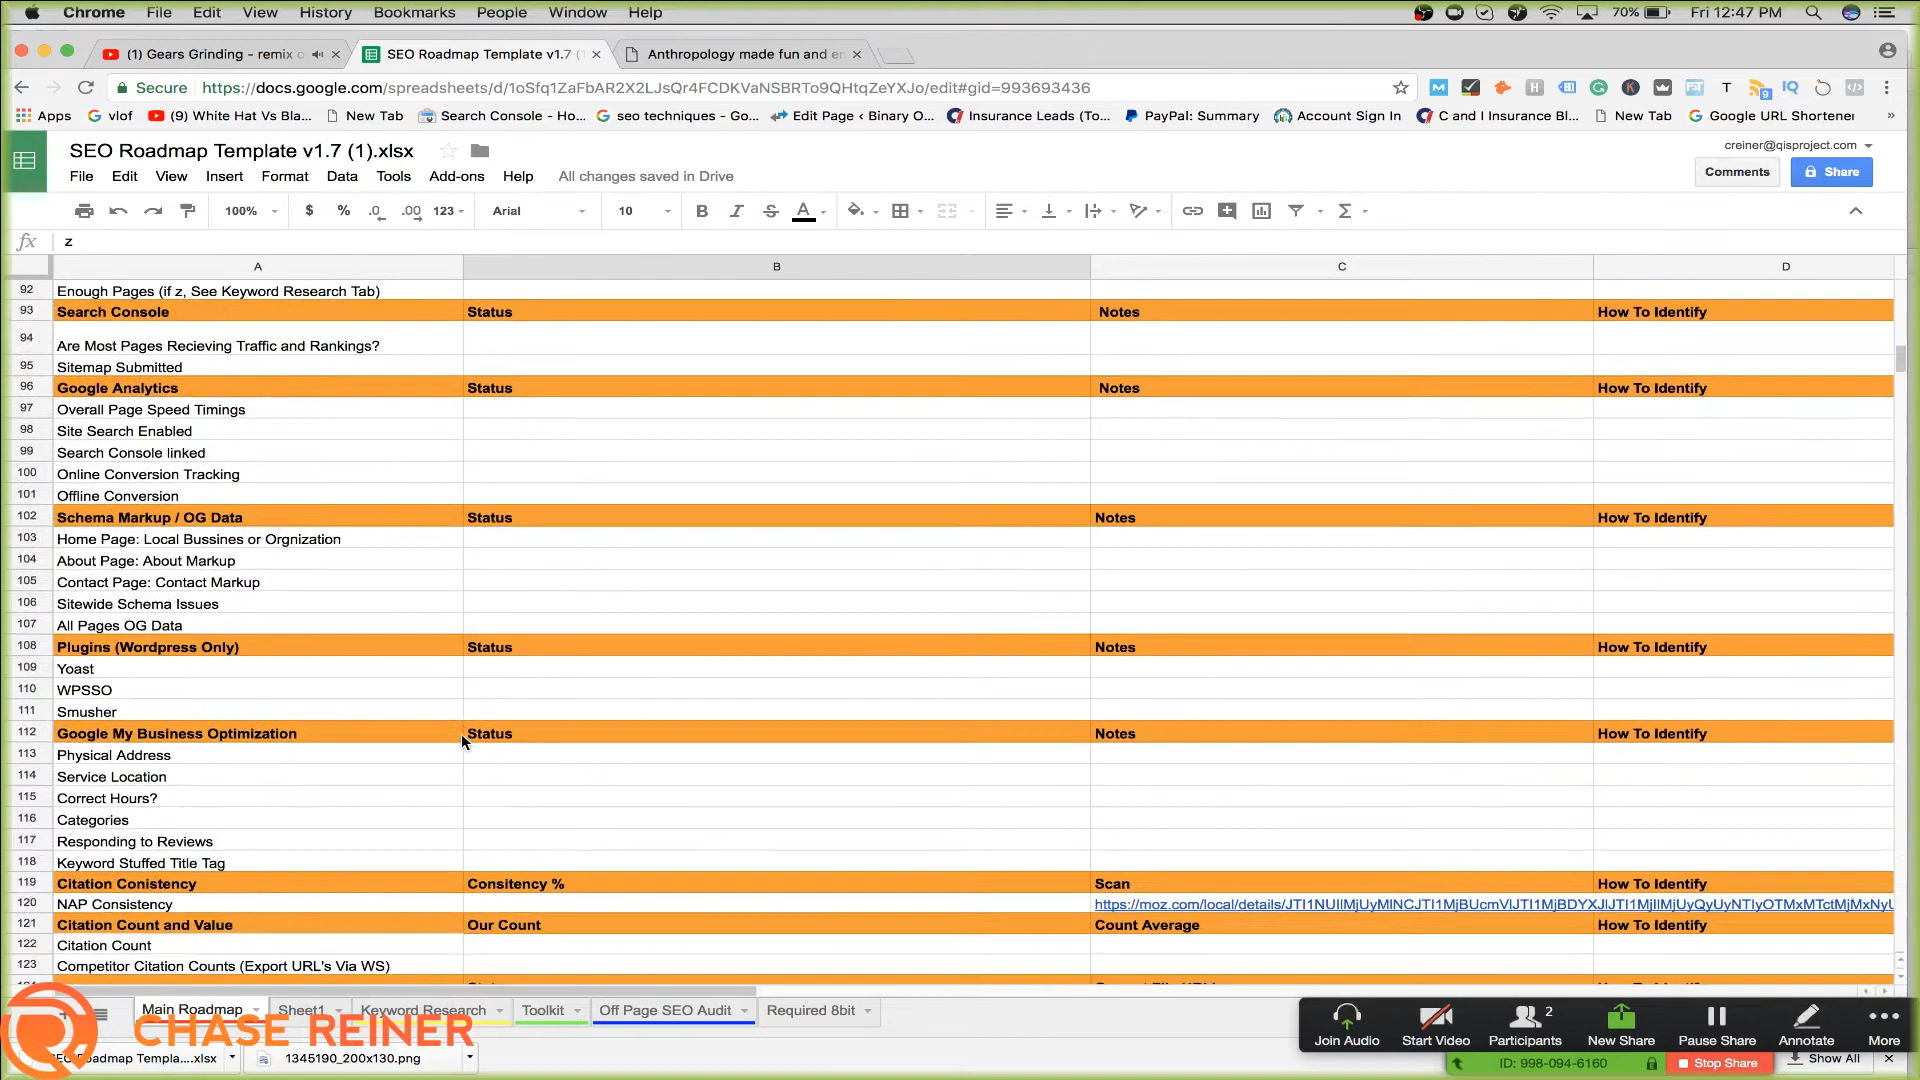 Chrome File Edit View History Bookmarks People Window Help 70% Fri 12:47 PM
(1) Gears Grinding - remix o
SEO Roadmap Template v1.7 (
Anthropology made fun and en
Secure https://docs.google.com/spreadsheets/d/1oSfq1ZaFbAR2X2LJsQr4FCDKVaNSBRTo9QHtqZeYXJo/edit#gid=993693436
Apps vlof (9) White Hat Vs Bla... New Tab Search Console - Ho... seo techniques - Go... Edit Page ‹ Binary O... Insurance Leads (To... PayPal: Summary Account Sign In C and I Insurance Bl... New Tab Google URL Shortener »
SEO Roadmap Template v1.7 (1).xlsx
creiner@qisproject.com
File Edit View Insert Format Data Tools Add-ons Help All changes saved in Drive
Comments Share
100% $ % .0 .00 123 Arial 10 B I S A
fx z
A B C D
92 Enough Pages (if z, See Keyword Research Tab)
93 Search Console Status Notes How To Identify
94 Are Most Pages Recieving Traffic and Rankings?
95 Sitemap Submitted
96 Google Analytics Status Notes How To Identify
97 Overall Page Speed Timings
98 Site Search Enabled
99 Search Console linked
100 Online Conversion Tracking
101 Offline Conversion
102 Schema Markup / OG Data Status Notes How To Identify
103 Home Page: Local Bussines or Orgnization
104 About Page: About Markup
105 Contact Page: Contact Markup
106 Sitewide Schema Issues
107 All Pages OG Data
108 Plugins (Wordpress Only) Status Notes How To Identify
109 Yoast
110 WPSSO
111 Smusher
112 Google My Business Optimization Status Notes How To Identify
113 Physical Address
114 Service Location
115 Correct Hours?
116 Categories
117 Responding to Reviews
118 Keyword Stuffed Title Tag
119 Citation Conistency Consitency % Scan How To Identify
120 NAP Consistency
121 Citation Count and Value Our Count Count Average How To Identify
122 Citation Count
123 Competitor Citation Counts (Export URL's Via WS)
Main Roadmap Sheet1 Keyword Research Toolkit Off Page SEO Audit Required 8bit
CHASE REINER
SEO Roadmap Templa....xlsx 1345190_200x130.png
Join Audio Start Video Participants 2 New Share Pause Share Annotate More
ID: 998-094-6160 Stop Share Show All